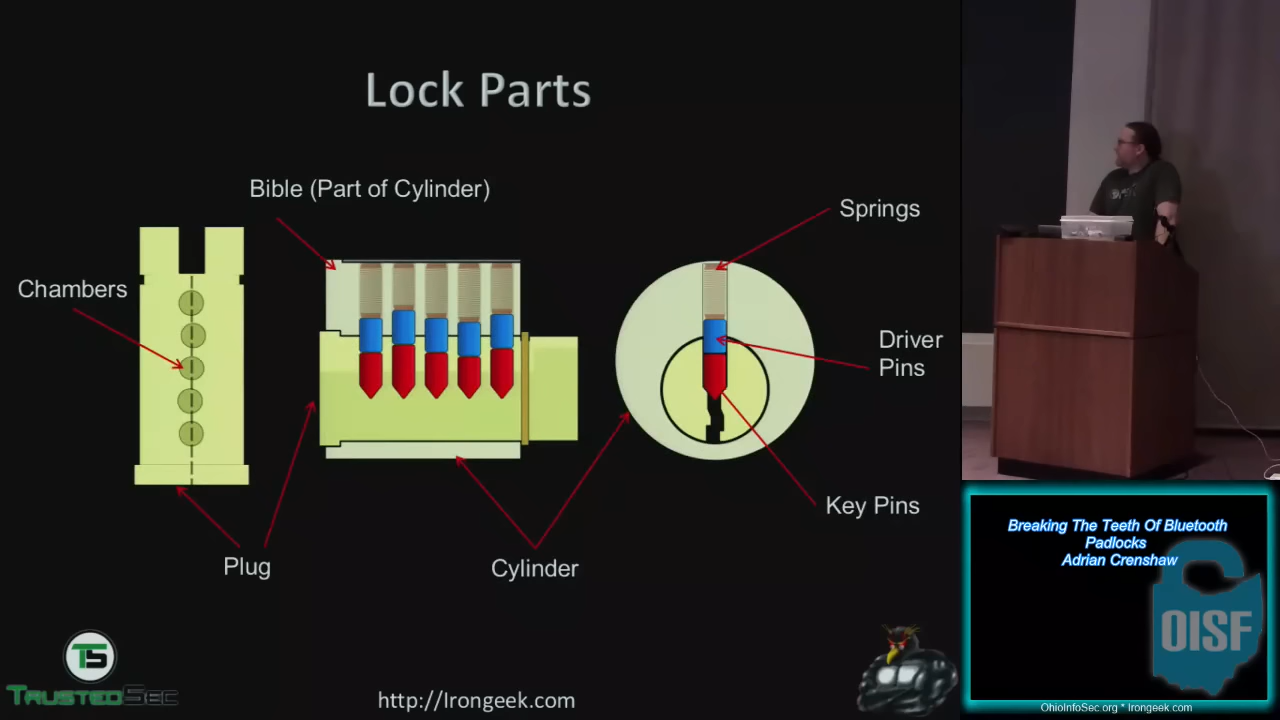 Lock Parts
Bible (Part of Cylinder)
Springs
Chambers
Driver
Pins
Key Pins
Plug
Cylinder
TS
TRUSTEDSEC
http://Irongeek.com
Breaking The Teeth Of Bluetooth
Padlocks
Adrian Crenshaw
OISF
OhioInfoSec.org * Irongeek.com